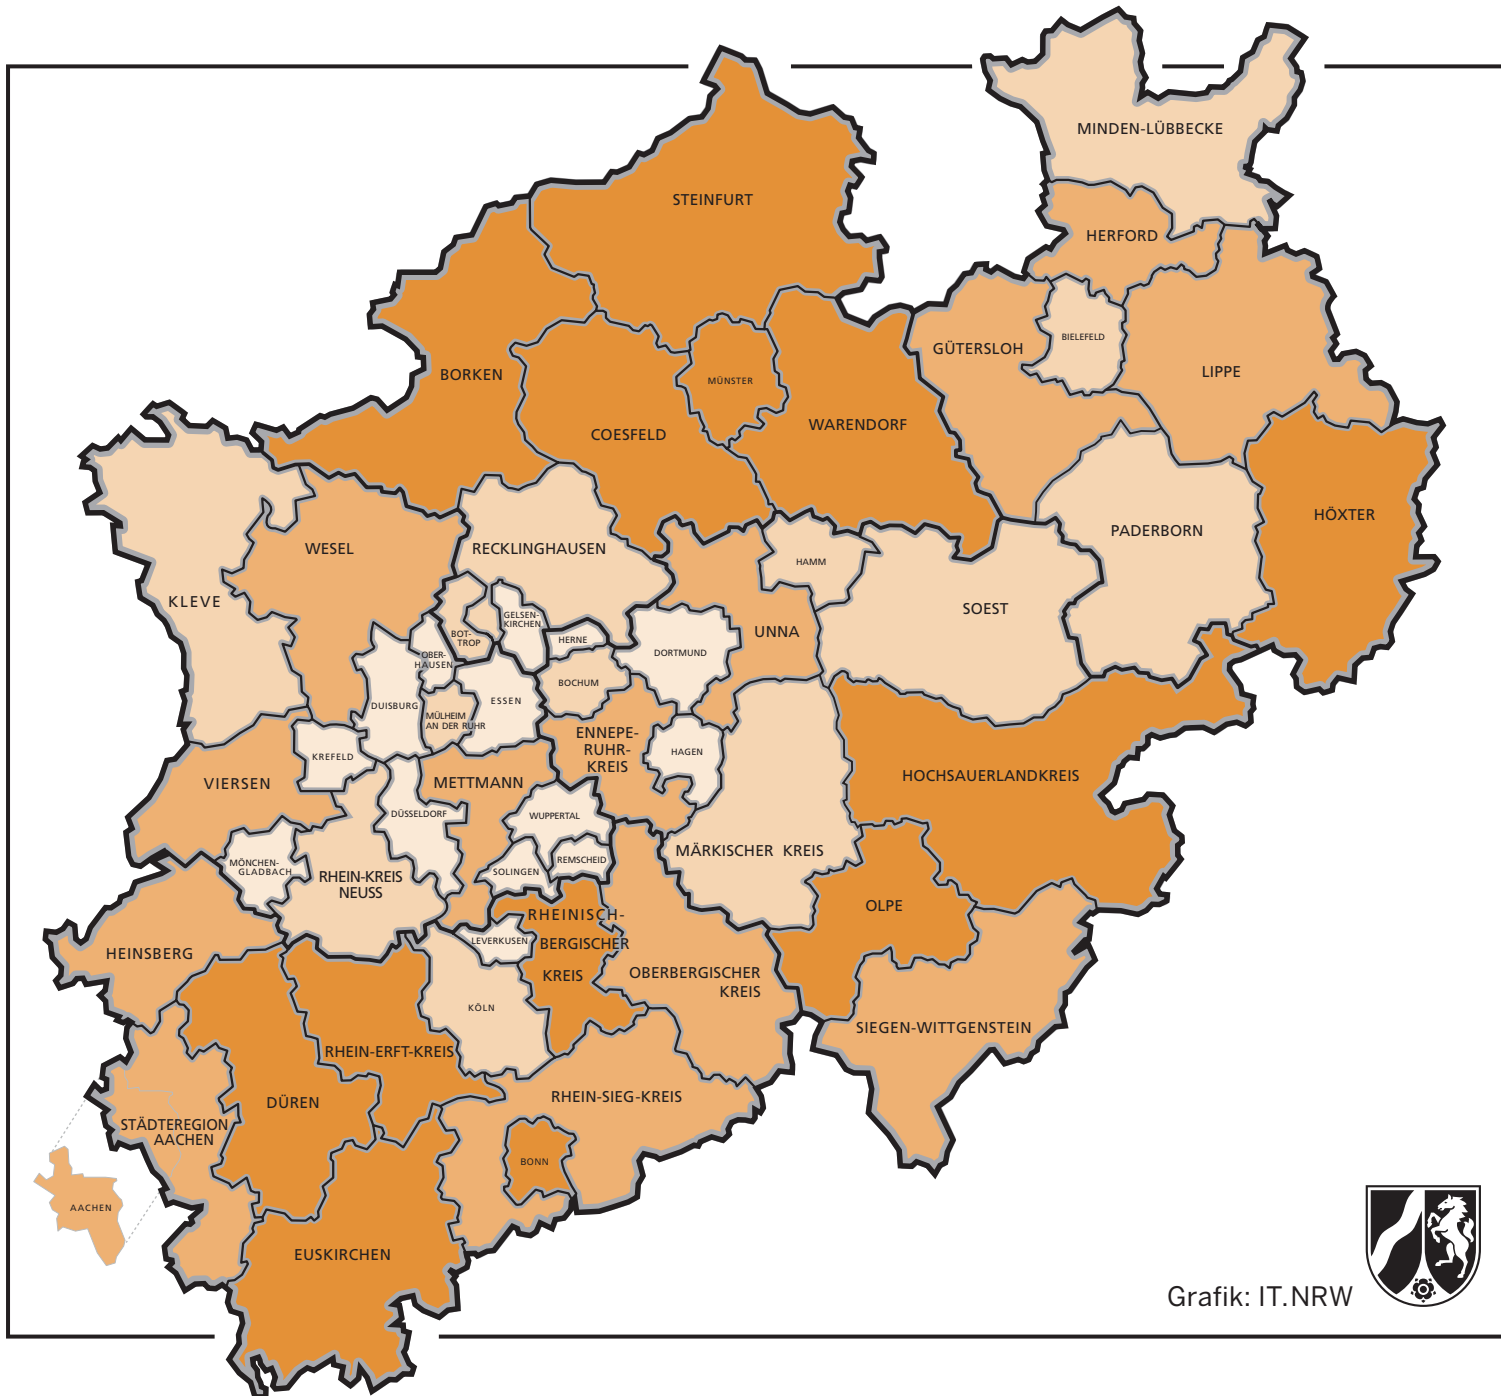 MINDEN-LÜBBECKE
STEINFURT
HERFORD
BIELEFELD
GÜTERSLOH
LIPPE
BORKEN
MÜNSTER
COESFELD
WARENDORF
HÖXTER
PADERBORN
WESEL
RECKLINGHAUSEN
HAMM
KLEVE
SOEST
GELSEN-
KIRCHEN
BOT-
TROP
HERNE
UNNA
OBER-
HAUSEN
DORTMUND
BOCHUM
DUISBURG
ESSEN
MÜLHEIM
AN DER RUHR
ENNEPE-
RUHR-
KREIS
HAGEN
KREFELD
VIERSEN
METTMANN
HOCHSAUERLANDKREIS
DÜSSELDORF
WUPPERTAL
MÄRKISCHER KREIS
MÖNCHEN-
GLADBACH
RHEIN-KREIS
NEUSS
SOLINGEN
REMSCHEID
OLPE
RHEINISCH-
BERGISCHER
KREIS
LEVERKUSEN
HEINSBERG
OBERBERGISCHER
KREIS
KÖLN
SIEGEN-WITTGENSTEIN
RHEIN-ERFT-KREIS
DÜREN
RHEIN-SIEG-KREIS
STÄDTEREGION
AACHEN
BONN
AACHEN
EUSKIRCHEN
Grafik: IT.NRW